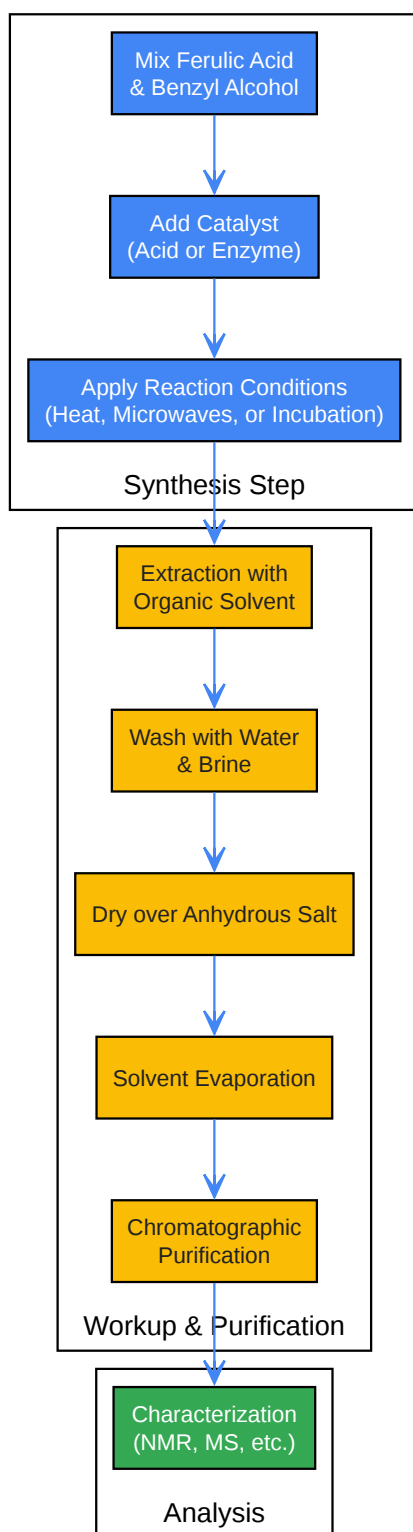 Mix Ferulic Acid
& Benzyl Alcohol
Add Catalyst
(Acid or Enzyme)
Apply Reaction Conditions
(Heat, Microwaves, or Incubation)
Synthesis Step
Extraction with
Organic Solvent
Wash with Water
& Brine
Dry over Anhydrous Salt
Solvent Evaporation
Chromatographic
Purification
Workup & Purification
Characterization
(NMR, MS, etc.)
Analysis